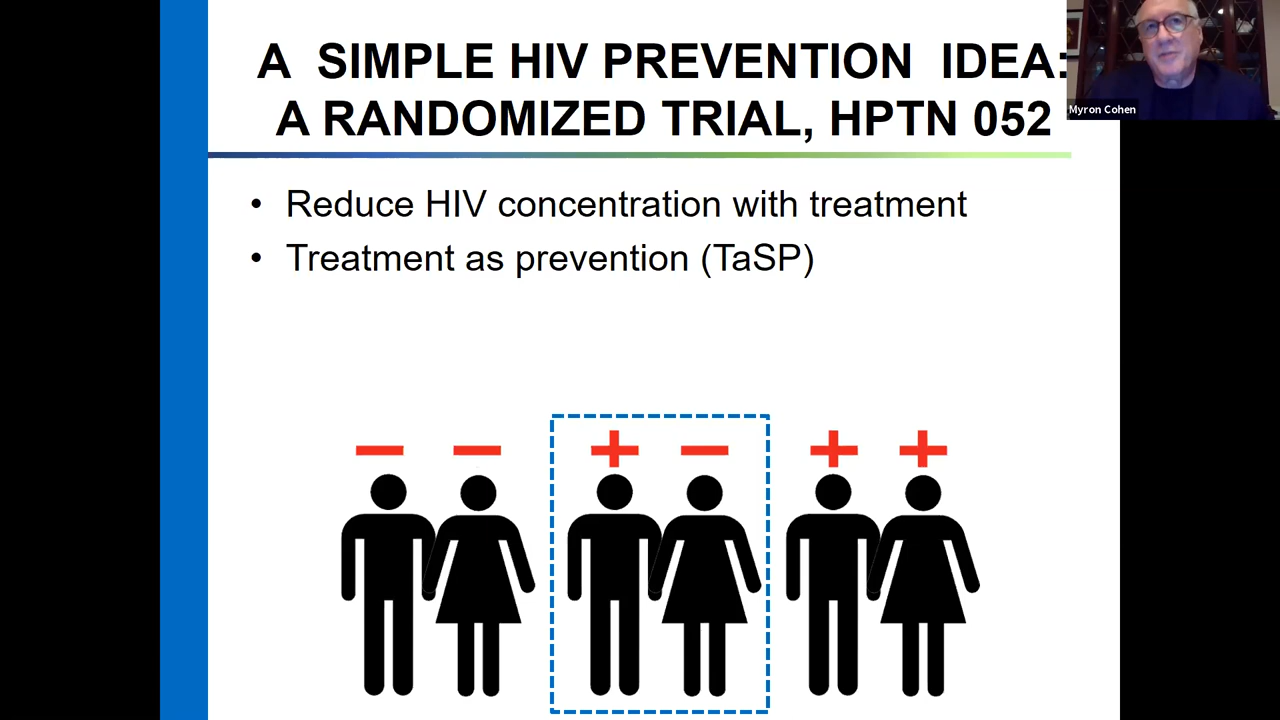 A SIMPLE HIV PREVENTION IDEA:
A RANDOMIZED TRIAL, HPTN 052
Myron Cohen
• Reduce HIV concentration with treatment
• Treatment as prevention (TaSP)
− − + − + +